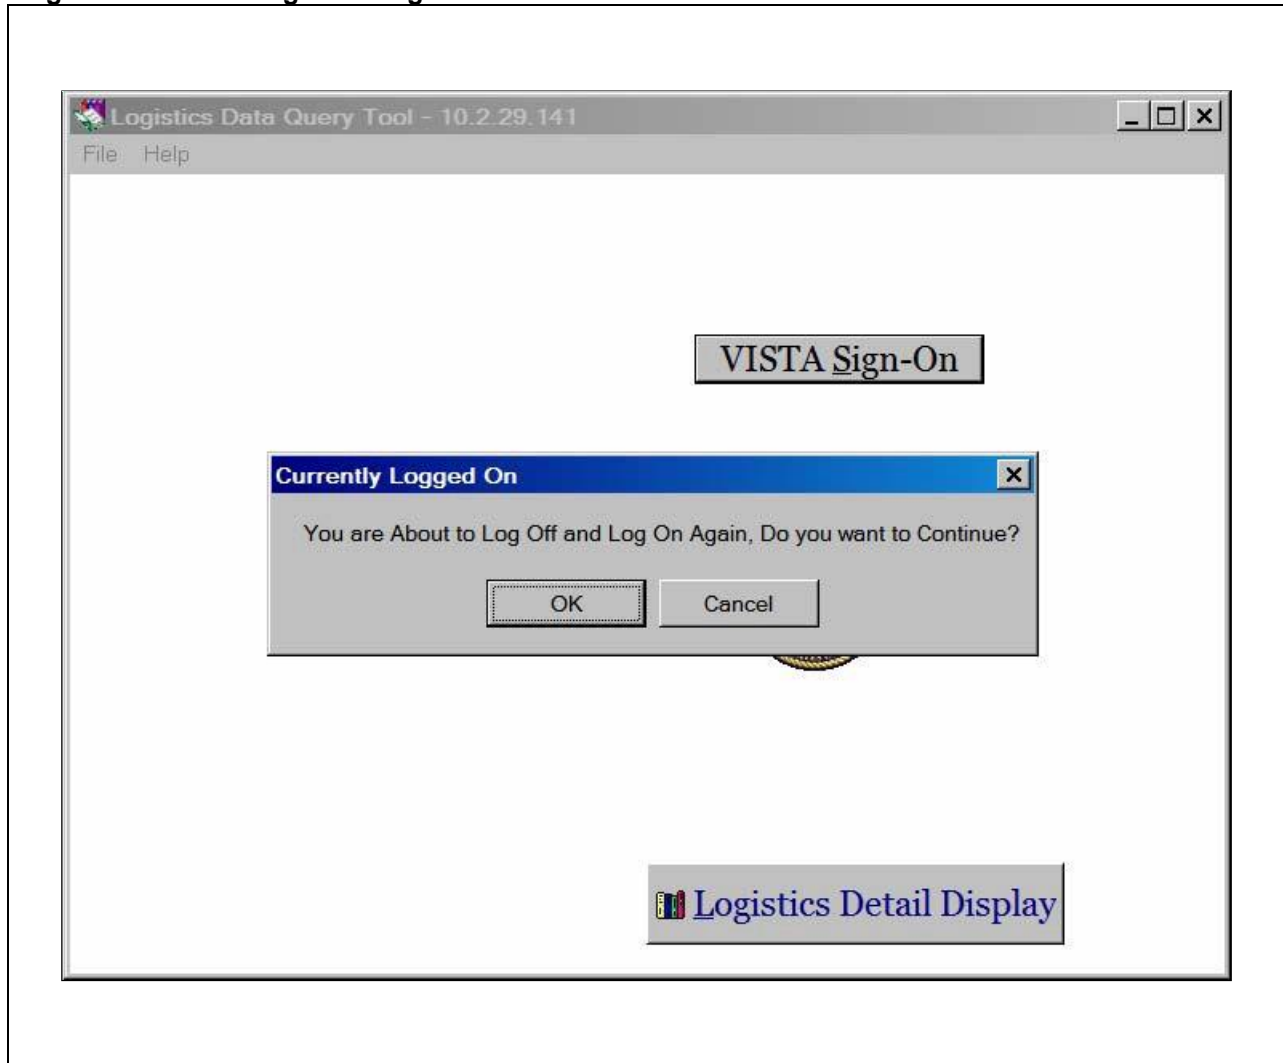 Logistics Data Query Tool - 10.2.29.141
File Help
VISTA Sign-On
Currently Logged On
You are About to Log Off and Log On Again, Do you want to Continue?
OK Cancel
Logistics Detail Display